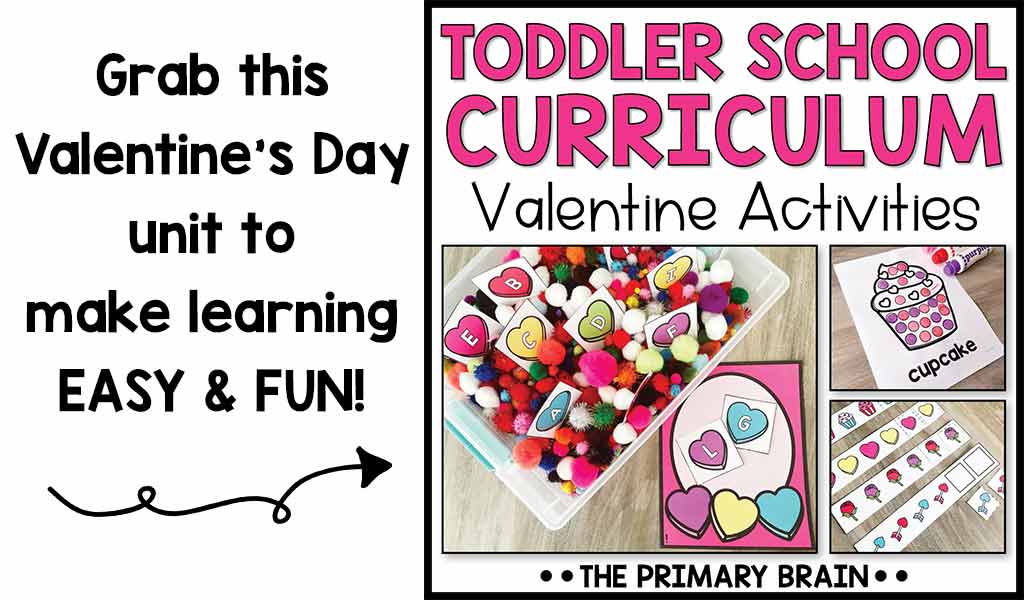 Grab this
Valentine's Day
unit to
make learning
EASY & FUN!
TODDLER SCHOOL
CURRICULUM
Valentine Activities
B
I
E
C
D
F
A
G
L
purple
cupcake
••THE PRIMARY BRAIN••